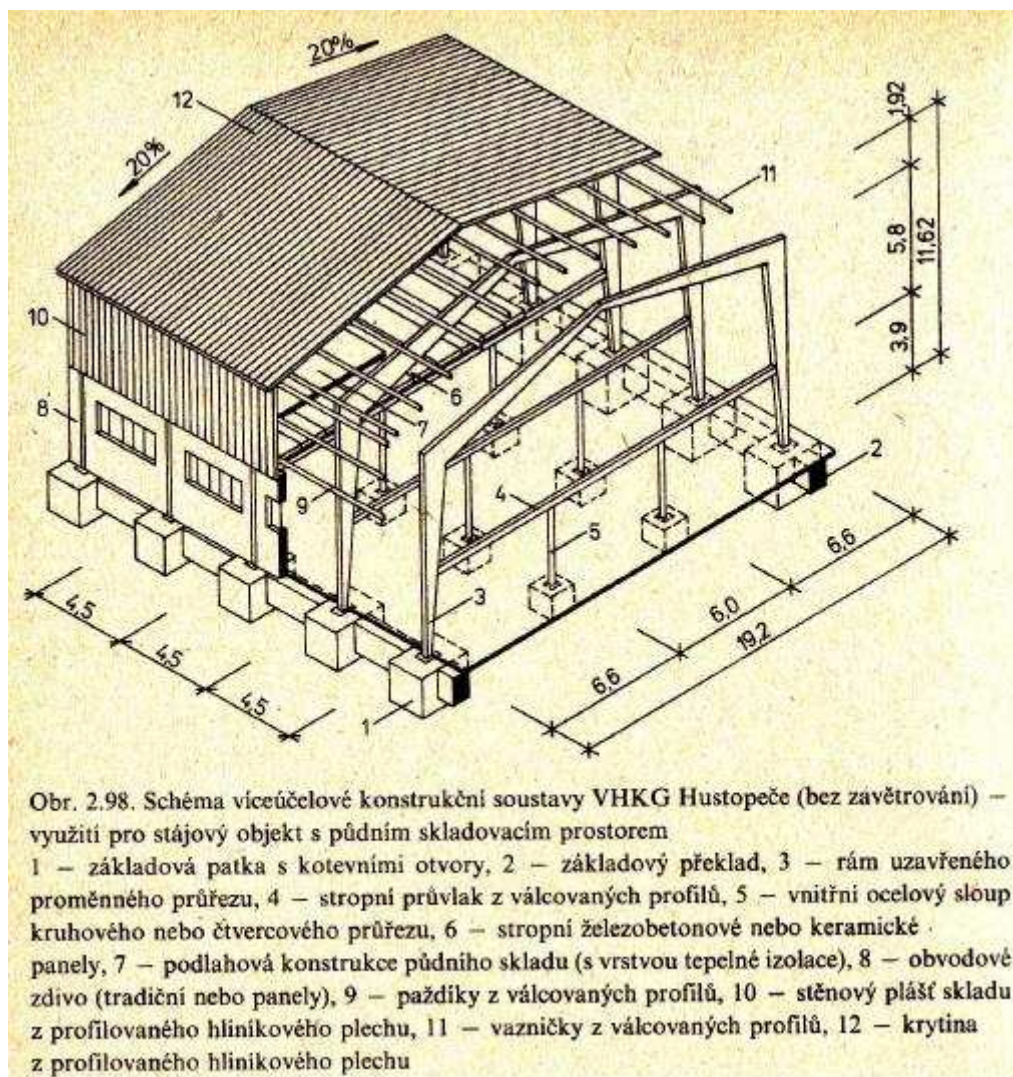 20%
12
20%
11
1,92
5,8
11,62
3,9
10
8
6
7
9
4
5
2
3
1
4,5
4,5
4,5
6,6
6,0
6,6
19,2
Obr. 2.98. Schéma víceúčelové konstrukční soustavy VHKG Hustopeče (bez zavětrování) —
využití pro stájový objekt s půdním skladovacím prostorem
1 — základová patka s kotevními otvory, 2 — základový překlad, 3 — rám uzavřeného
proměnného průřezu, 4 — stropní průvlak z válcovaných profilů, 5 — vnitřní ocelový sloup
kruhového nebo čtvercového průřezu, 6 — stropní železobetonové nebo keramické
panely, 7 — podlahová konstrukce půdního skladu (s vrstvou tepelné izolace), 8 — obvodové
zdivo (tradiční nebo panely), 9 — paždíky z válcovaných profilů, 10 — stěnový plášť skladu
z profilovaného hliníkového plechu, 11 — vazničky z válcovaných profilů, 12 — krytina
z profilovaného hliníkového plechu